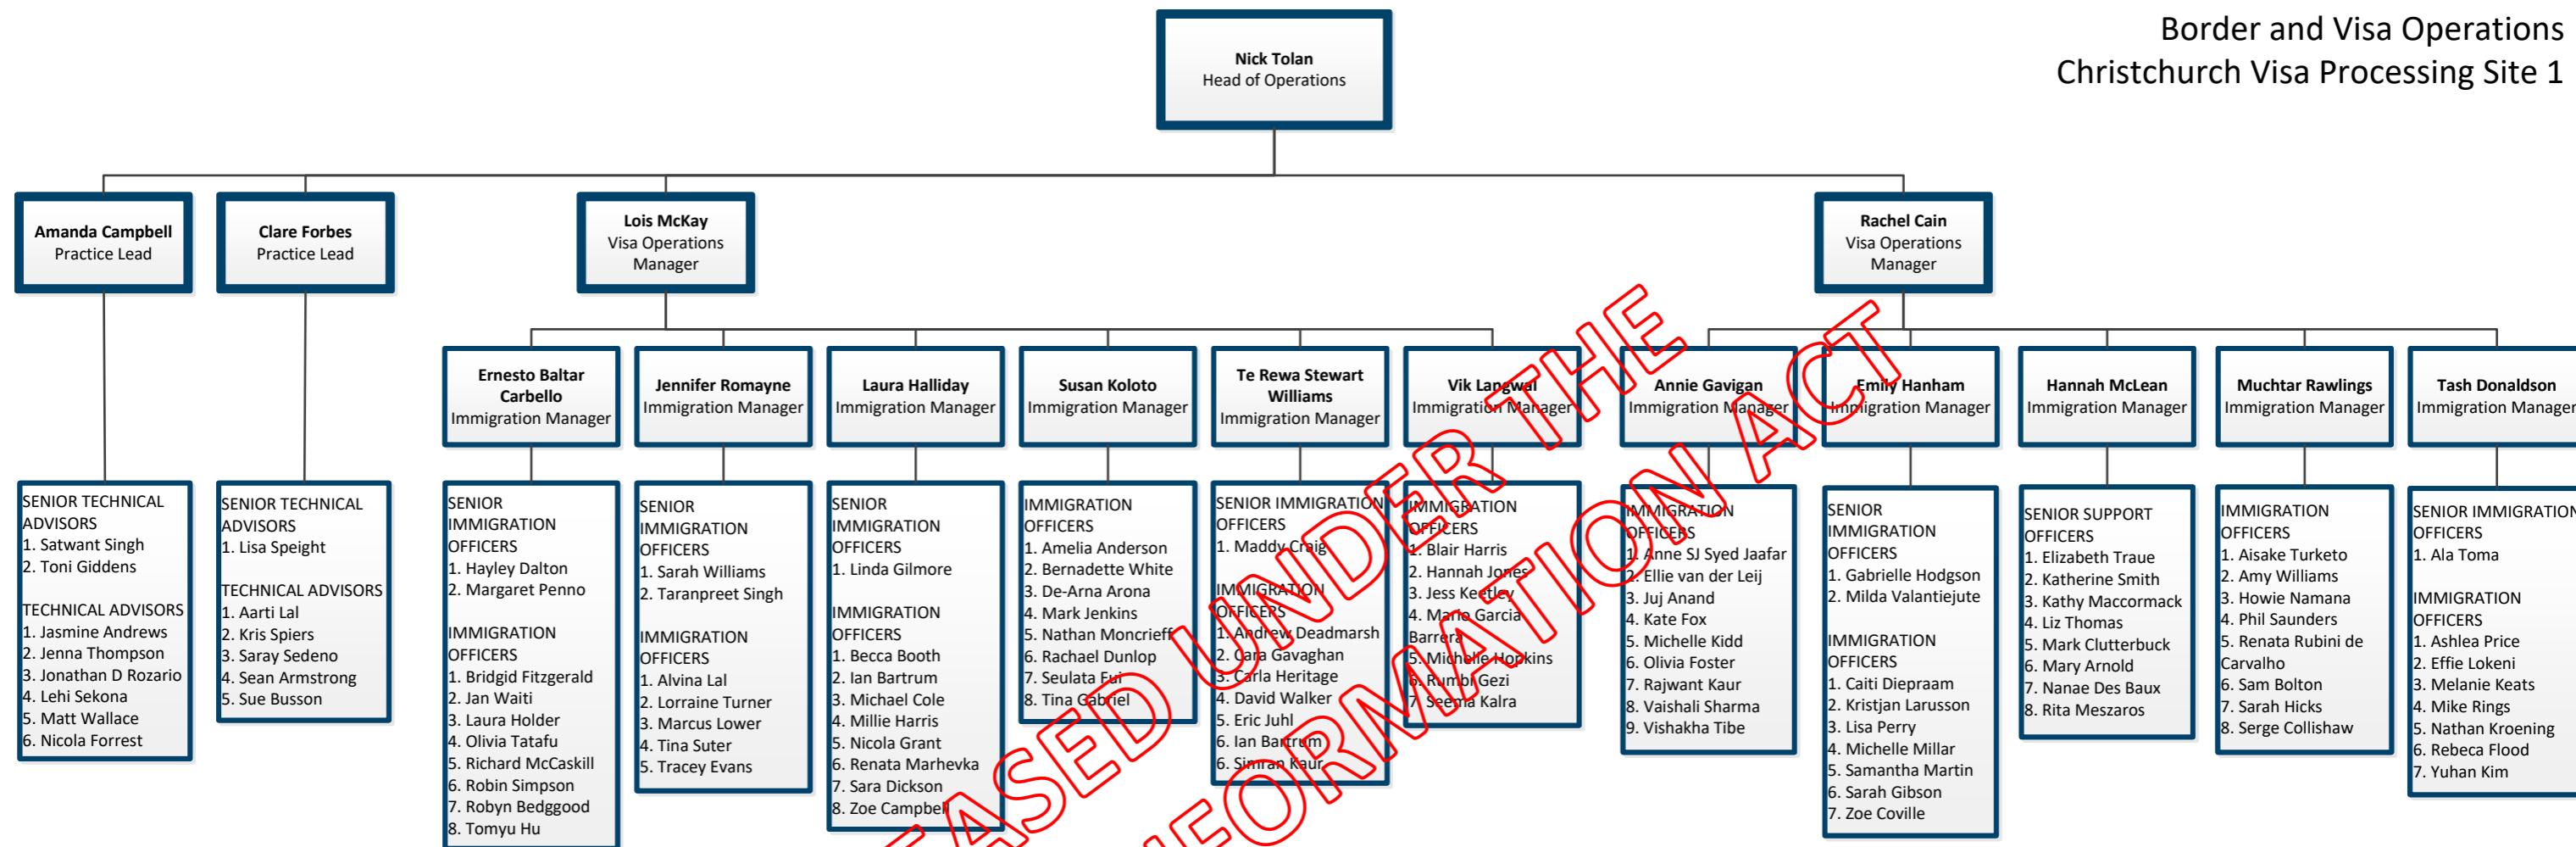 Border and Visa Operations
Christchurch Visa Processing Site 1
Nick Tolan
Head of Operations
Amanda Campbell
Practice Lead
Clare Forbes
Practice Lead
Lois McKay
Visa Operations
Manager
Rachel Cain
Visa Operations
Manager
Ernesto Baltar
Carbello
Immigration Manager
Jennifer Romayne
Immigration Manager
Laura Halliday
Immigration Manager
Susan Koloto
Immigration Manager
Te Rewa Stewart
Williams
Immigration Manager
Vik Langwal
Immigration Manager
Annie Gavigan
Immigration Manager
Emily Hanham
Immigration Manager
Hannah McLean
Immigration Manager
Muchtar Rawlings
Immigration Manager
Tash Donaldson
Immigration Manager
SENIOR TECHNICAL
ADVISORS
1. Satwant Singh
2. Toni Giddens
TECHNICAL ADVISORS
1. Jasmine Andrews
2. Jenna Thompson
3. Jonathan D Rozario
4. Lehi Sekona
5. Matt Wallace
6. Nicola Forrest
SENIOR TECHNICAL
ADVISORS
1. Lisa Speight
TECHNICAL ADVISORS
1. Aarti Lal
2. Kris Spiers
3. Saray Sedeno
4. Sean Armstrong
5. Sue Busson
SENIOR
IMMIGRATION
OFFICERS
1. Hayley Dalton
2. Margaret Penno
IMMIGRATION
OFFICERS
1. Bridgid Fitzgerald
2. Jan Waiti
3. Laura Holder
4. Olivia Tatafu
5. Richard McCaskill
6. Robin Simpson
7. Robyn Bedggood
8. Tomyu Hu
SENIOR
IMMIGRATION
OFFICERS
1. Sarah Williams
2. Taranpreet Singh
IMMIGRATION
OFFICERS
1. Alvina Lal
2. Lorraine Turner
3. Marcus Lower
4. Tina Suter
5. Tracey Evans
SENIOR
IMMIGRATION
OFFICERS
1. Linda Gilmore
IMMIGRATION
OFFICERS
1. Becca Booth
2. Ian Bartrum
3. Michael Cole
4. Millie Harris
5. Nicola Grant
6. Renata Marhevka
7. Sara Dickson
8. Zoe Campbell
IMMIGRATION
OFFICERS
1. Amelia Anderson
2. Bernadette White
3. De-Arna Arona
4. Mark Jenkins
5. Nathan Moncrieff
6. Rachael Dunlop
7. Seulata Fui
8. Tina Gabriel
SENIOR IMMIGRATION
OFFICERS
1. Maddy Craig
IMMIGRATION
OFFICERS
1. Andrew Deadmarsh
2. Cara Gavaghan
3. Carla Heritage
4. David Walker
5. Eric Juhl
6. Ian Bartrum
6. Simran Kaur
IMMIGRATION
OFFICERS
1. Blair Harris
2. Hannah Jones
3. Jess Keetley
4. Mario Garcia
Barrera
5. Michelle Hopkins
6. Rumbi Gezi
7. Seema Kalra
IMMIGRATION
OFFICERS
1. Anne SJ Syed Jaafar
2. Ellie van der Leij
3. Juj Anand
4. Kate Fox
5. Michelle Kidd
6. Olivia Foster
7. Rajwant Kaur
8. Vaishali Sharma
9. Vishakha Tibe
SENIOR
IMMIGRATION
OFFICERS
1. Gabrielle Hodgson
2. Milda Valantiejute
IMMIGRATION
OFFICERS
1. Caiti Diepraam
2. Kristjan Larusson
3. Lisa Perry
4. Michelle Millar
5. Samantha Martin
6. Sarah Gibson
7. Zoe Coville
SENIOR SUPPORT
OFFICERS
1. Elizabeth Traue
2. Katherine Smith
3. Kathy Maccormack
4. Liz Thomas
5. Mark Clutterbuck
6. Mary Arnold
7. Nanae Des Baux
8. Rita Meszaros
IMMIGRATION
OFFICERS
1. Aisake Turketo
2. Amy Williams
3. Howie Namana
4. Phil Saunders
5. Renata Rubini de
Carvalho
6. Sam Bolton
7. Sarah Hicks
8. Serge Collishaw
SENIOR IMMIGRATION
OFFICERS
1. Ala Toma
IMMIGRATION
OFFICERS
1. Ashlea Price
2. Effie Lokeni
3. Melanie Keats
4. Mike Rings
5. Nathan Kroening
6. Rebeca Flood
7. Yuhan Kim
EASED UNDER THE
FORMATION ACT